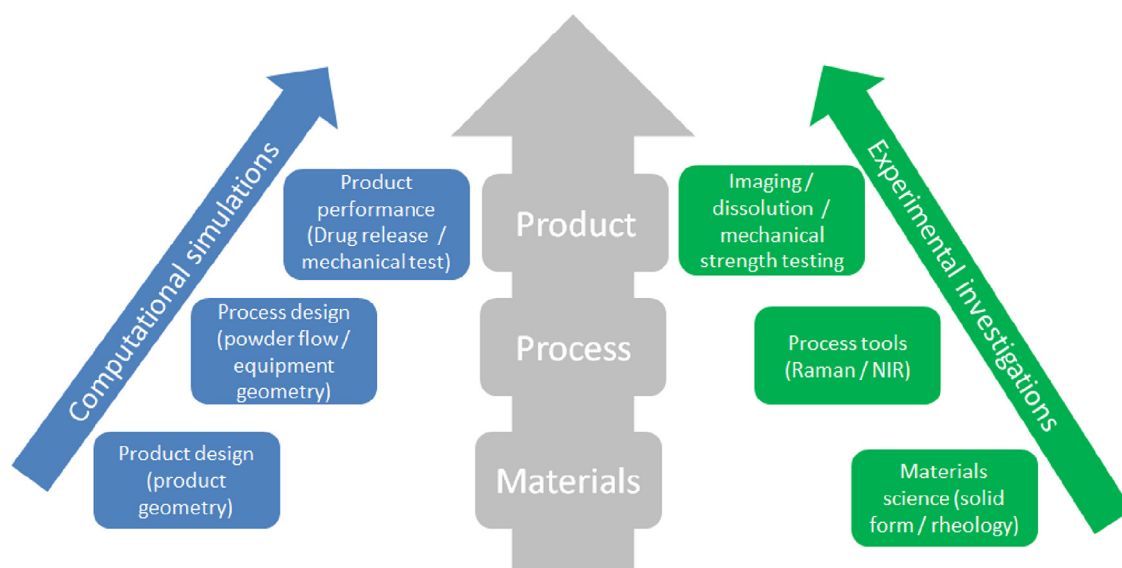 Computational simulations
Product
performance
(Drug release /
mechanical test)
Process design
(powder flow /
equipment
geometry)
Product design
(product
geometry)
Product
Process
Materials
Imaging /
dissolution /
mechanical
strength testing
Process tools
(Raman / NIR)
Materials
science (solid
form / rheology)
Experimental investigations